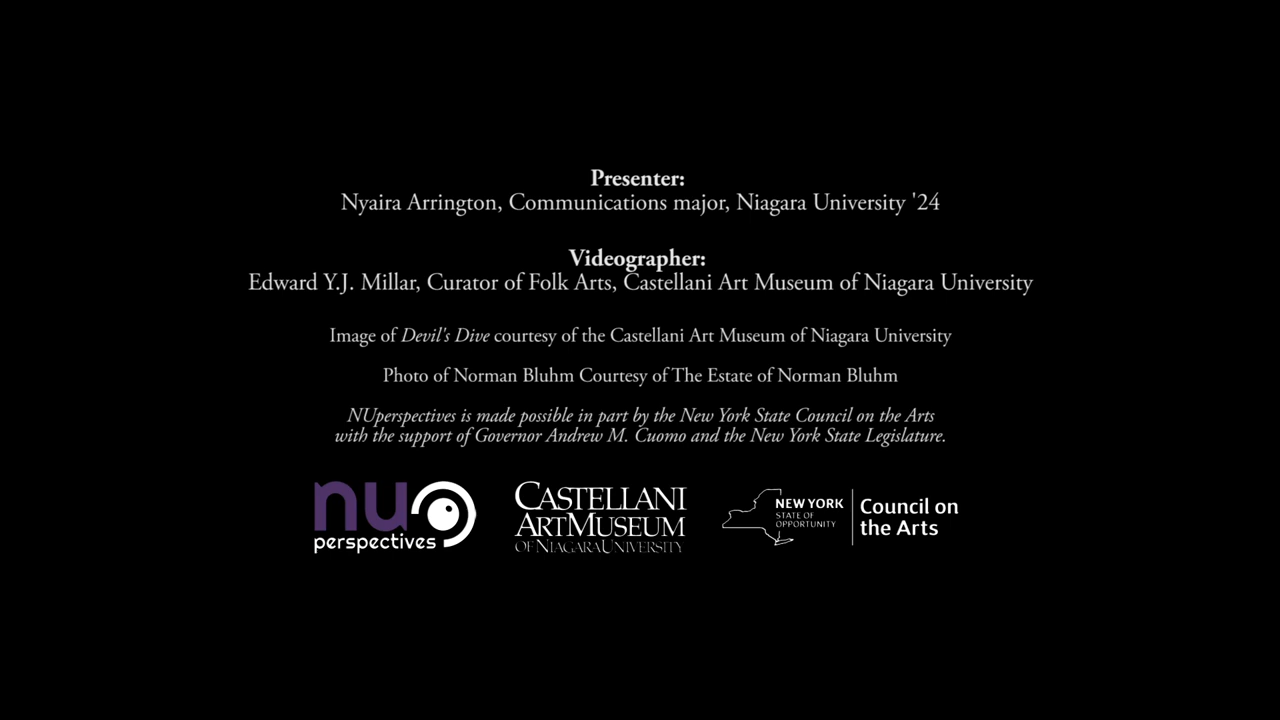 Presenter:
Nyaira Arrington, Communications major, Niagara University '24
Videographer:
Edward Y.J. Millar, Curator of Folk Arts, Castellani Art Museum of Niagara University
Image of Devil's Dive courtesy of the Castellani Art Museum of Niagara University
Photo of Norman Bluhm Courtesy of The Estate of Norman Bluhm
NUperspectives is made possible in part by the New York State Council on the Arts
with the support of Governor Andrew M. Cuomo and the New York State Legislature.
nu
perspectives
CASTELLANI
ARTMUSEUM
OF NIAGARAUNIVERSITY
NEW YORK
STATE OF
OPPORTUNITY
Council on
the Arts